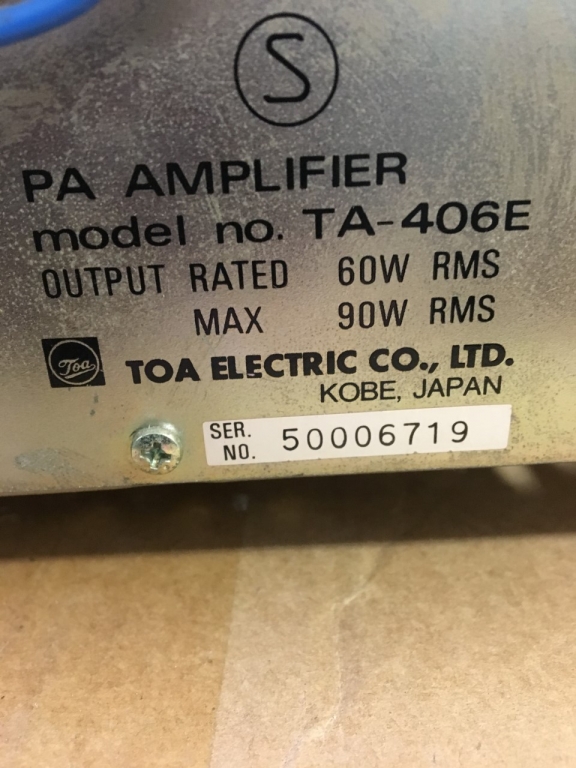 S
PA AMPLIFIER
model no. TA-406E
OUTPUT RATED 60W RMS
MAX 90W RMS
Toa TOA ELECTRIC CO., LTD.
KOBE, JAPAN
SER. NO. 50006719